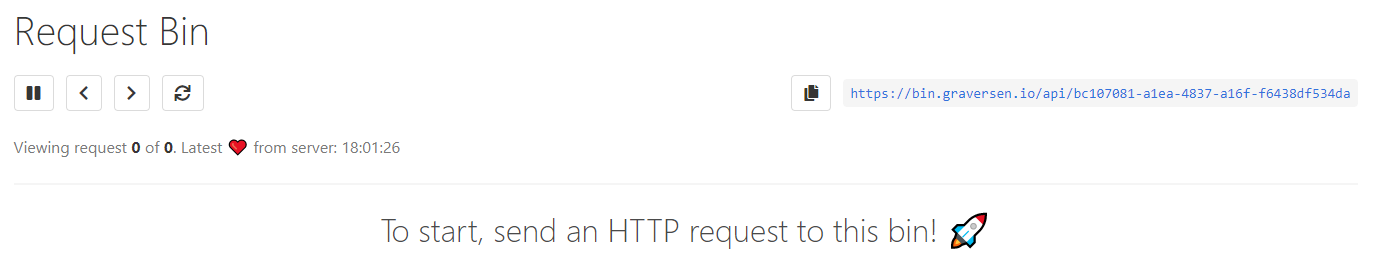 Request Bin
https://bin.graversen.io/api/bc107081-a1ea-4837-a16f-f6438df534da
Viewing request 0 of 0. Latest ❤ from server: 18:01:26
To start, send an HTTP request to this bin! 🚀